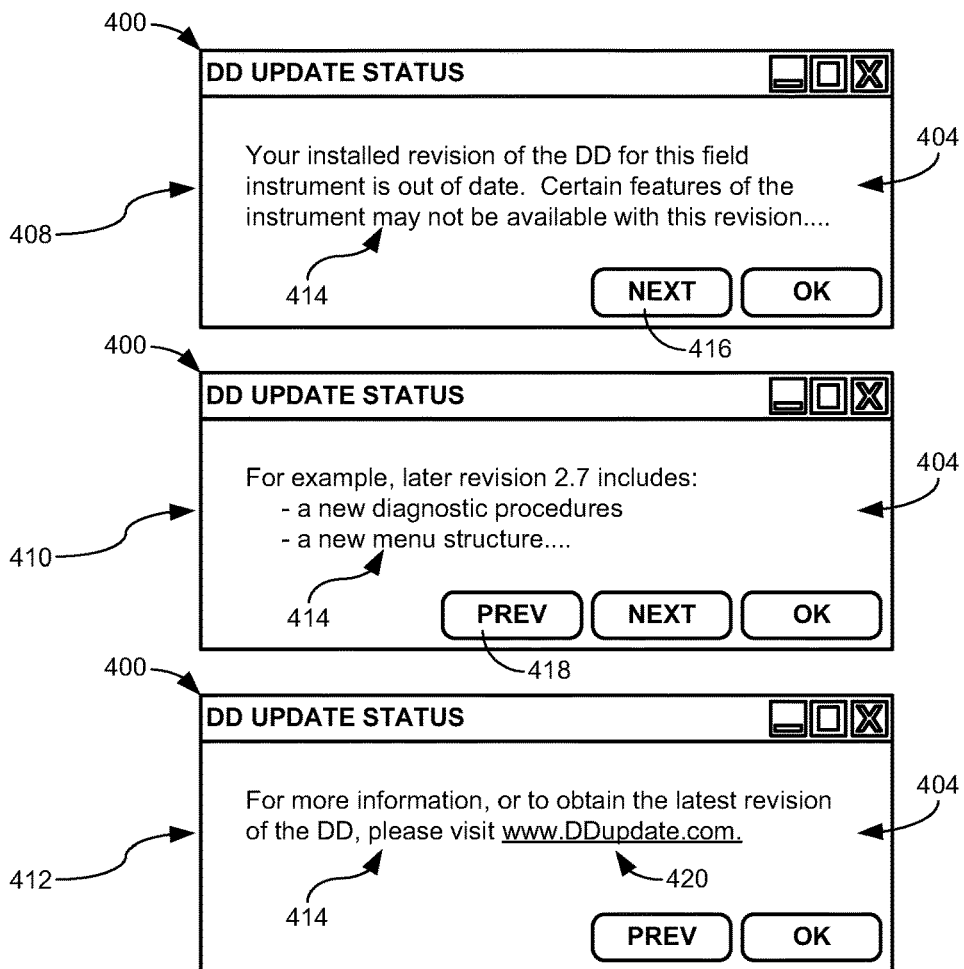 400
DD UPDATE STATUS
404
Your installed revision of the DD for this field
instrument is out of date.  Certain features of the
instrument may not be available with this revision....
408
414
NEXT OK
416
400
DD UPDATE STATUS
404
For example, later revision 2.7 includes:
- a new diagnostic procedures
- a new menu structure....
410
414
PREV NEXT OK
418
400
DD UPDATE STATUS
404
For more information, or to obtain the latest revision
of the DD, please visit www.DDupdate.com.
412
420
414
PREV OK